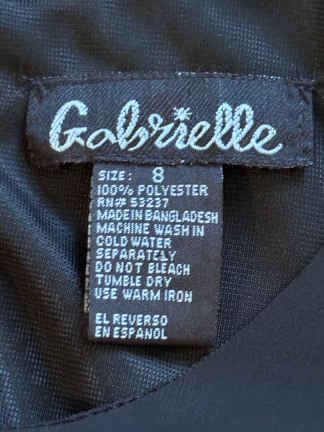 Gabrielle
SIZE: 8
100% POLYESTER
RN# 53237
MADE IN BANGLADESH
MACHINE WASH IN
COLD WATER
SEPARATELY
DO NOT BLEACH
TUMBLE DRY
USE WARM IRON
EL REVERSO
EN ESPANOL